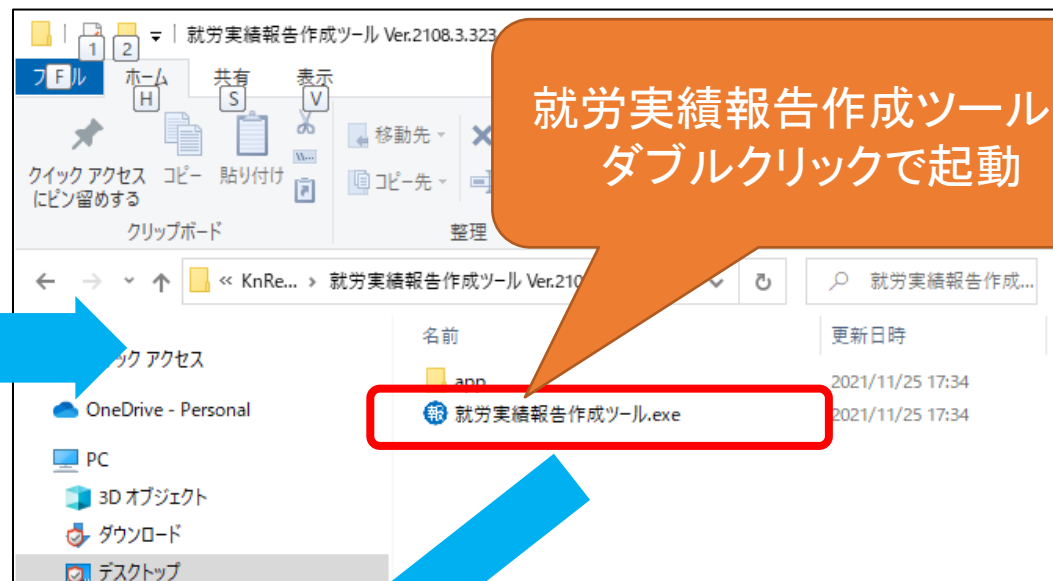 就労実績報告作成ツール Ver.2108.3.323
1 2
ファイル ホーム 共有 表示
F H S V
クイック アクセス
にピン留めする
コピー
貼り付け
移動先
コピー先
クリップボード
整理
« KnRe... › 就労実績報告作成ツール Ver.210
就労実績報告作成...
就労実績報告作成ツール
ダブルクリックで起動
名前 更新日時
アクセス
app 2021/11/25 17:34
OneDrive - Personal
報 就労実績報告作成ツール.exe 2021/11/25 17:34
PC
3D オブジェクト
ダウンロード
デスクトップ